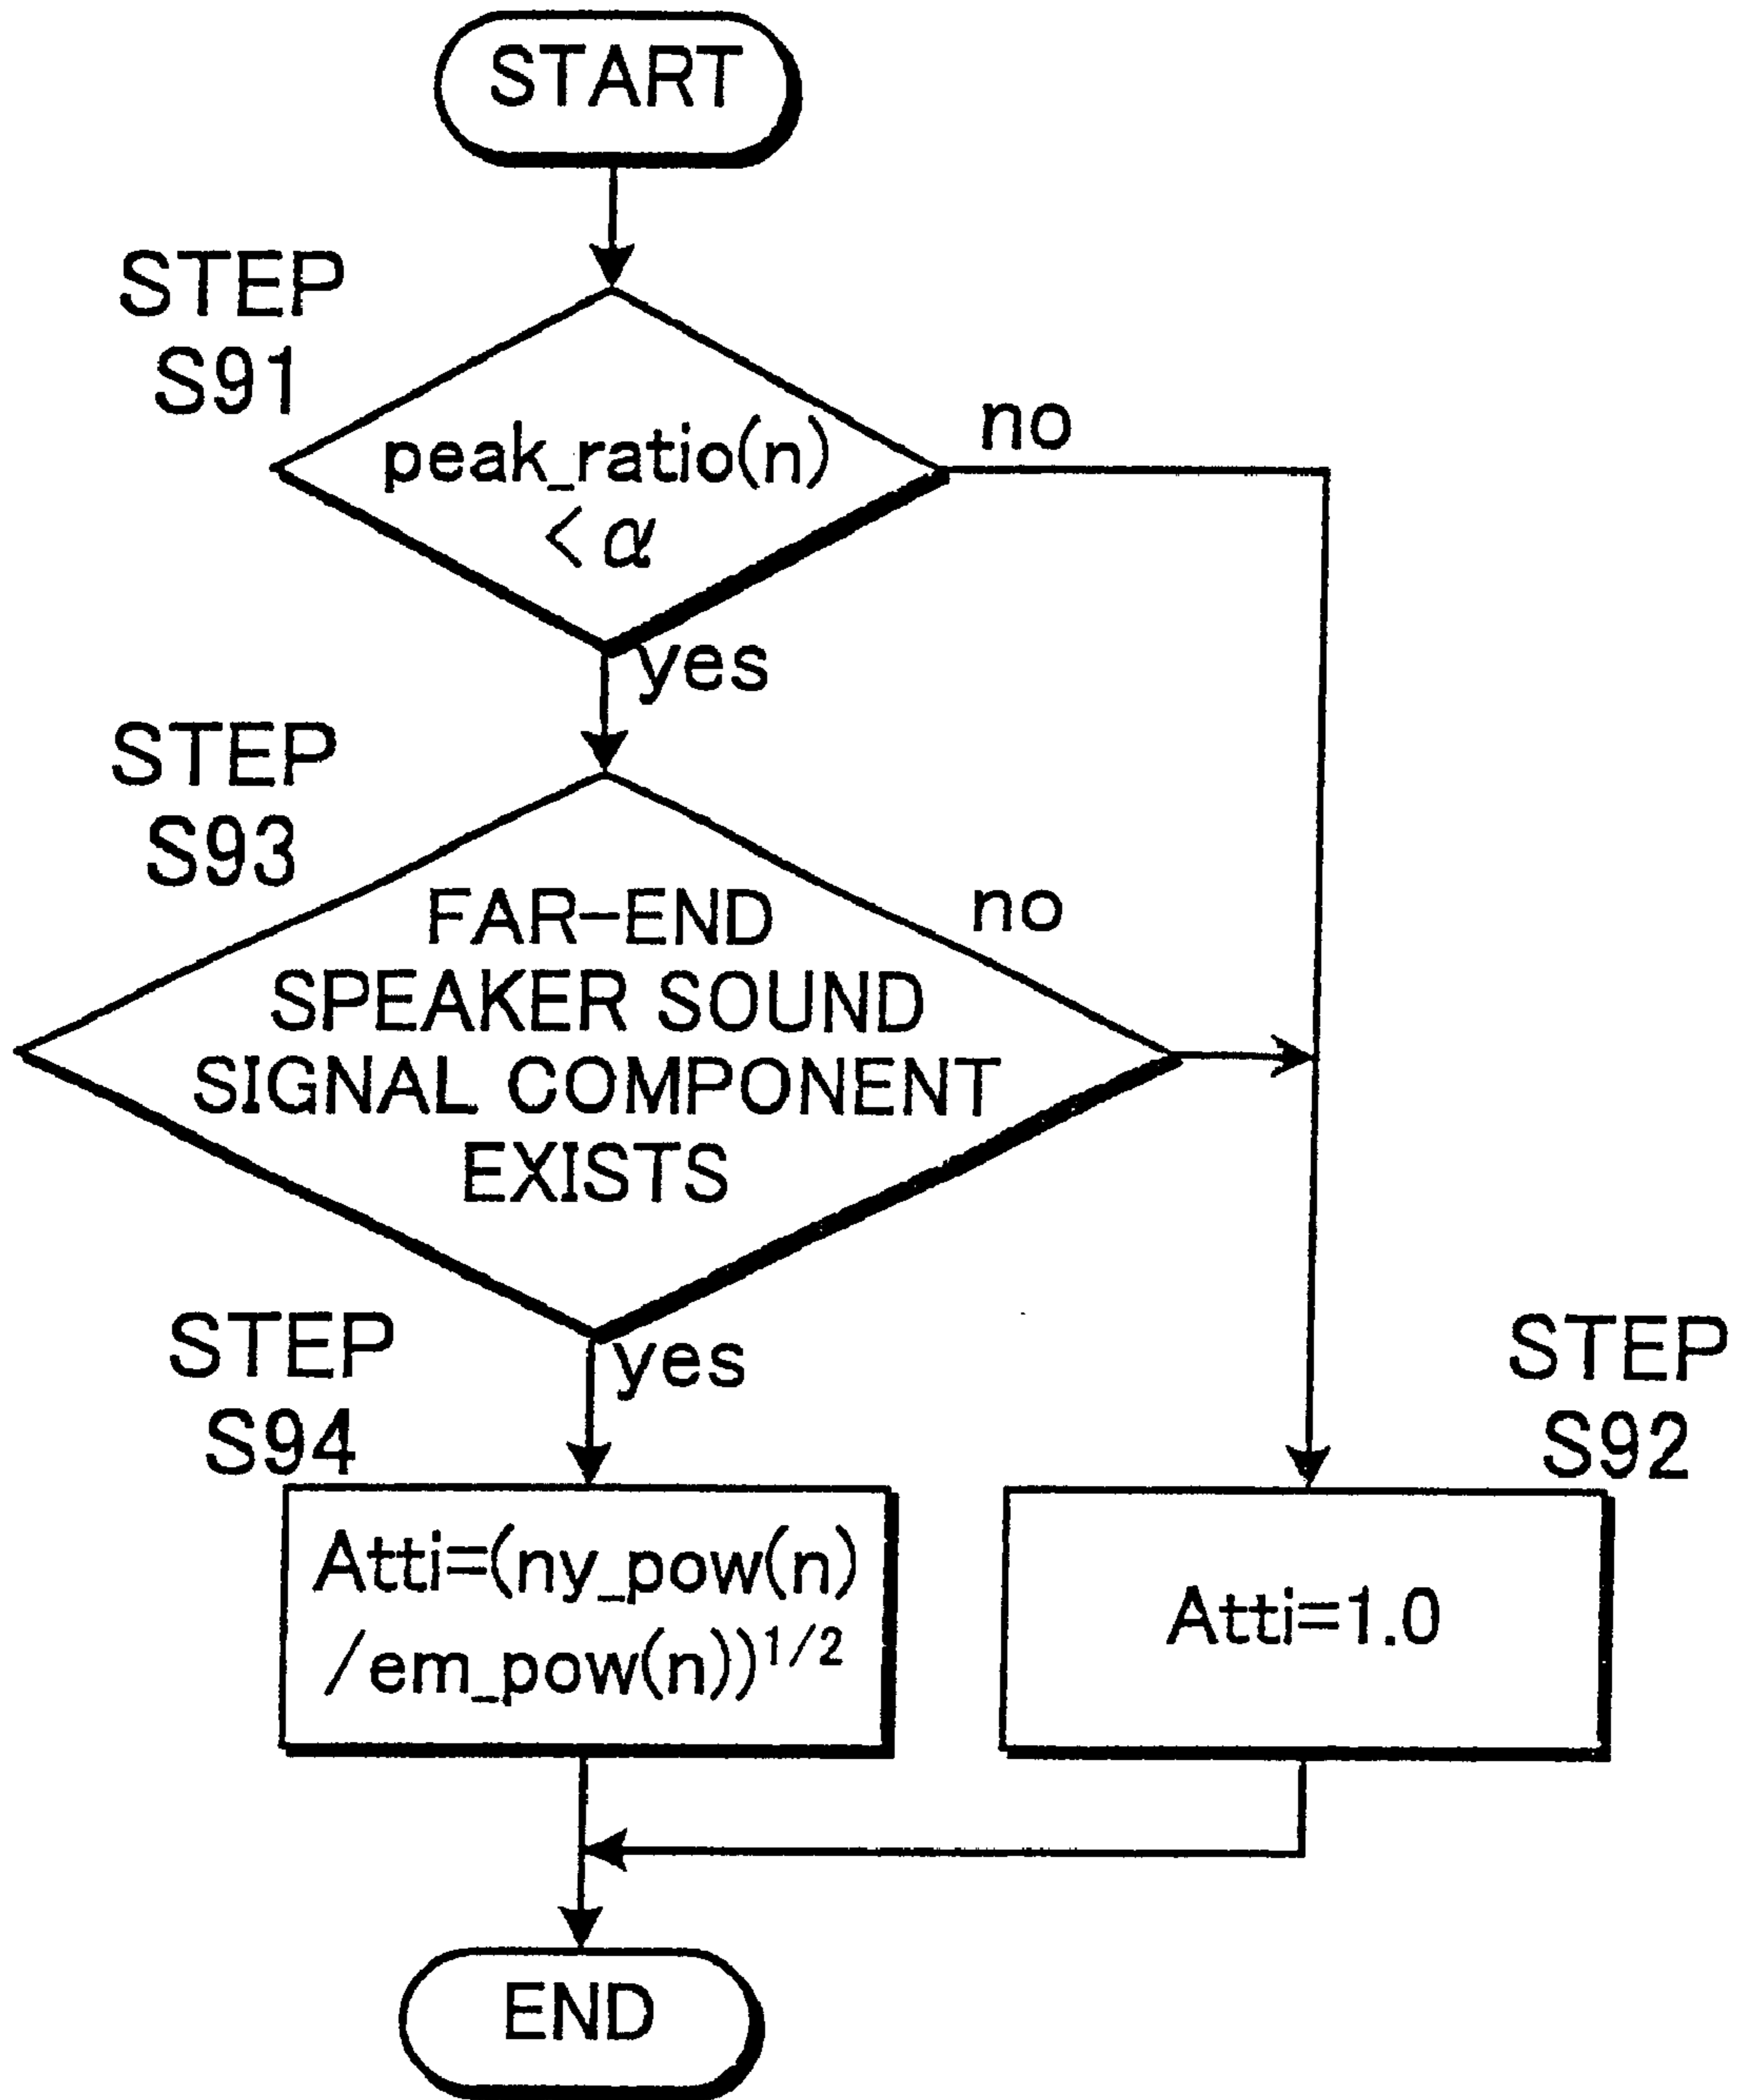 START
STEP
S91
peak_ratio(n)
< α
no
yes
STEP
S93
FAR-END
SPEAKER SOUND
SIGNAL COMPONENT
EXISTS
no
yes
STEP
S94
Atti=(ny_pow(n)
/em_pow(n))^1/2
STEP
S92
Atti=1.0
END